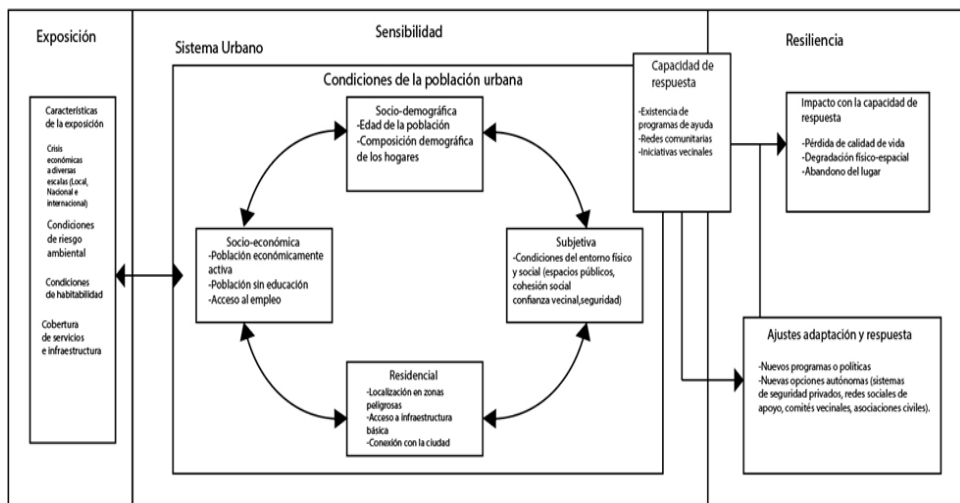 Exposición
Características
de la exposición
Crisis
económicas
a diversas
escalas (Local,
Nacional e
internacional)
Condiciones
de riesgo
ambiental
Condiciones
de habitabilidad
Cobertura
de servicios
e infraestructura
Sensibilidad
Sistema Urbano
Condiciones de la población urbana
Socio-demográfica
-Edad de la población
-Composición demográfica
de los hogares
Socio-económica
-Población económicamente
activa
-Población sin educación
-Acceso al empleo
Subjetiva
-Condiciones del entorno físico
y social (espacios públicos,
cohesión social
confianza vecinal,seguridad)
Residencial
-Localización en zonas
peligrosas
-Acceso a infraestructura
básica
-Conexión con la ciudad
Capacidad de
respuesta
-Existencia de
programas de ayuda
-Redes comunitarias
-Iniciativas vecinales
Resiliencia
Impacto con la capacidad de
respuesta
-Pérdida de calidad de vida
-Degradación físico-espacial
-Abandono del lugar
Ajustes adaptación y respuesta
-Nuevos programas o políticas
-Nuevas opciones autónomas (sistemas
de seguridad privados, redes sociales de
apoyo, comités vecinales, asociaciones civiles).